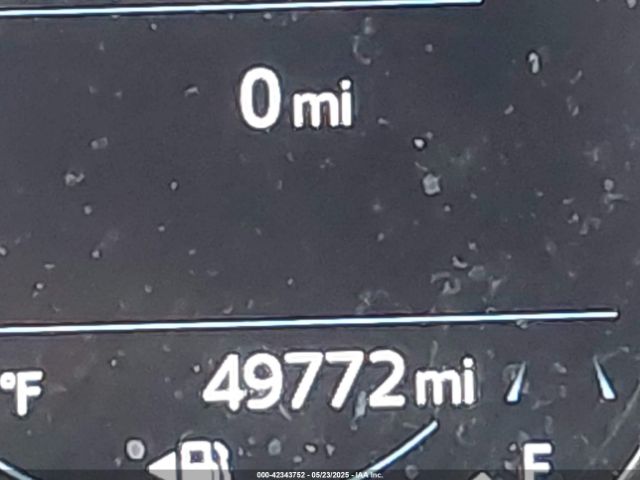 0 mi
°F 49772 mi
F
000-42343752 - 05/23/2025 - IAA Inc.